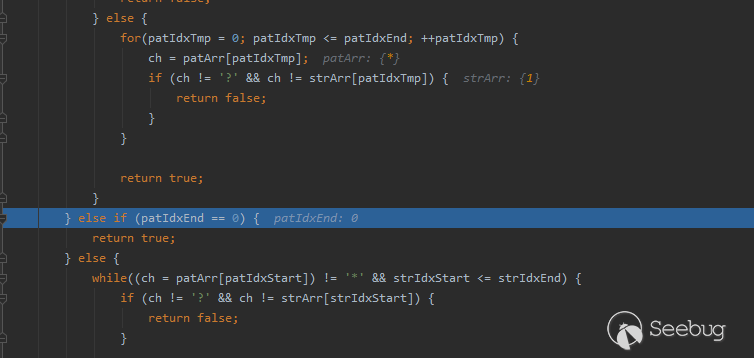 return false;
} else {
for(patIdxTmp = 0; patIdxTmp <= patIdxEnd; ++patIdxTmp) {
ch = patArr[patIdxTmp];  patArr: {*}
if (ch != '?' && ch != strArr[patIdxTmp]) {  strArr: {1}
return false;
}
}
return true;
}
} else if (patIdxEnd == 0) {  patIdxEnd: 0
return true;
} else {
while((ch = patArr[patIdxStart]) != '*' && strIdxStart <= strIdxEnd) {
if (ch != '?' && ch != strArr[strIdxStart]) {
return false;
}
Seebug